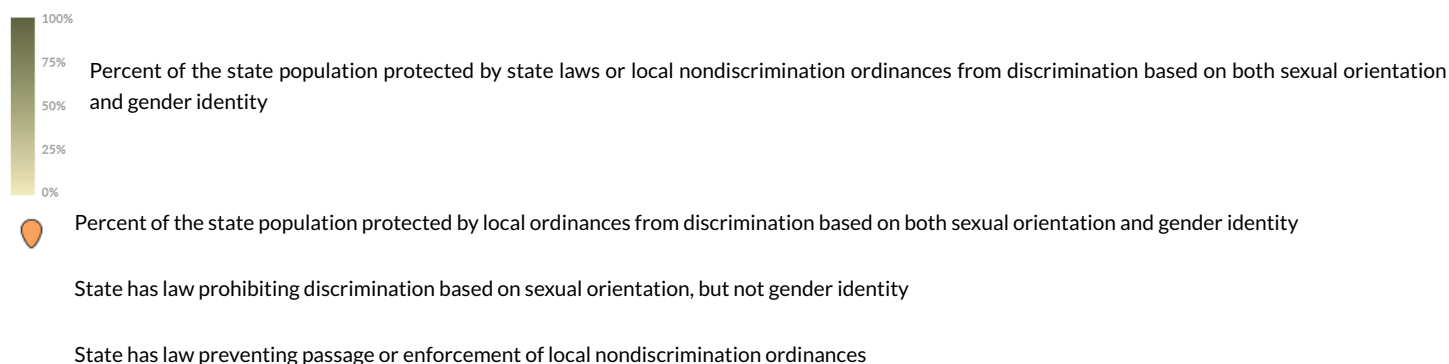 100%
75%
Percent of the state population protected by state laws or local nondiscrimination ordinances from discrimination based on both sexual orientation
and gender identity
50%
25%
0%
Percent of the state population protected by local ordinances from discrimination based on both sexual orientation and gender identity
State has law prohibiting discrimination based on sexual orientation, but not gender identity
State has law preventing passage or enforcement of local nondiscrimination ordinances